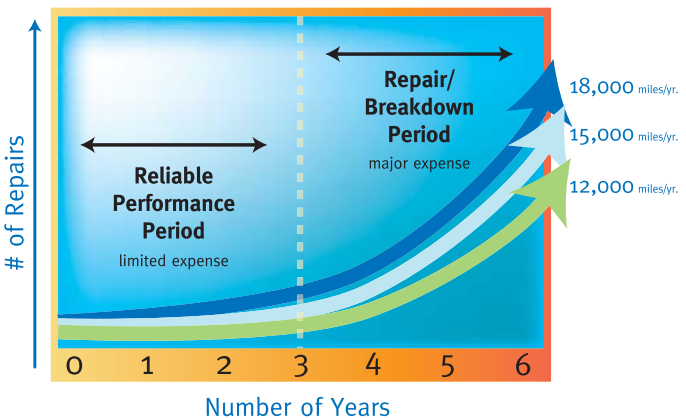 # of Repairs
Reliable
Performance
Period
limited expense
Repair/
Breakdown
Period
major expense
18,000 miles/yr.
15,000 miles/yr.
12,000 miles/yr.
0 1 2 3 4 5 6
Number of Years